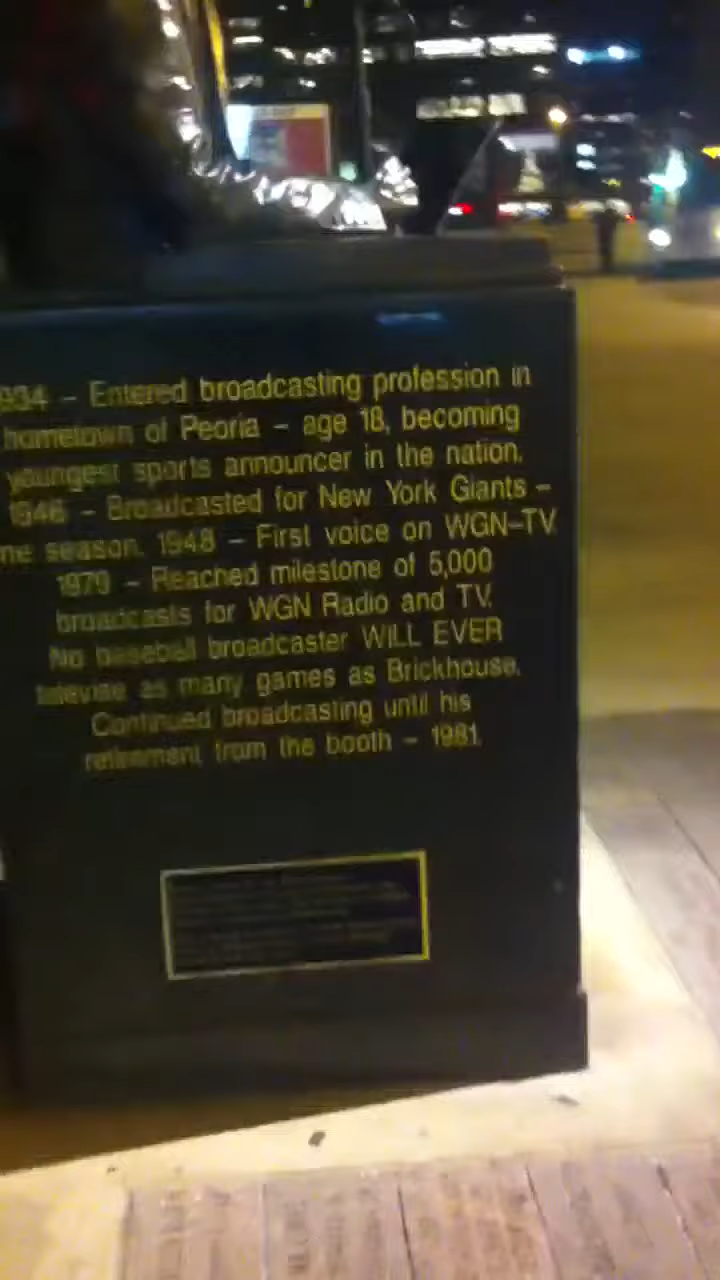 934 – Entered broadcasting profession in
hometown of Peoria – age 18, becoming
youngest sports announcer in the nation.
1946 – Broadcasted for New York Giants –
me season. 1948 – First voice on WGN–TV.
1979 – Reached milestone of 5,000
broadcasts for WGN Radio and TV.
No baseball broadcaster WILL EVER
televise as many games as Brickhouse.
Continued broadcasting until his
retirement from the booth – 1981.